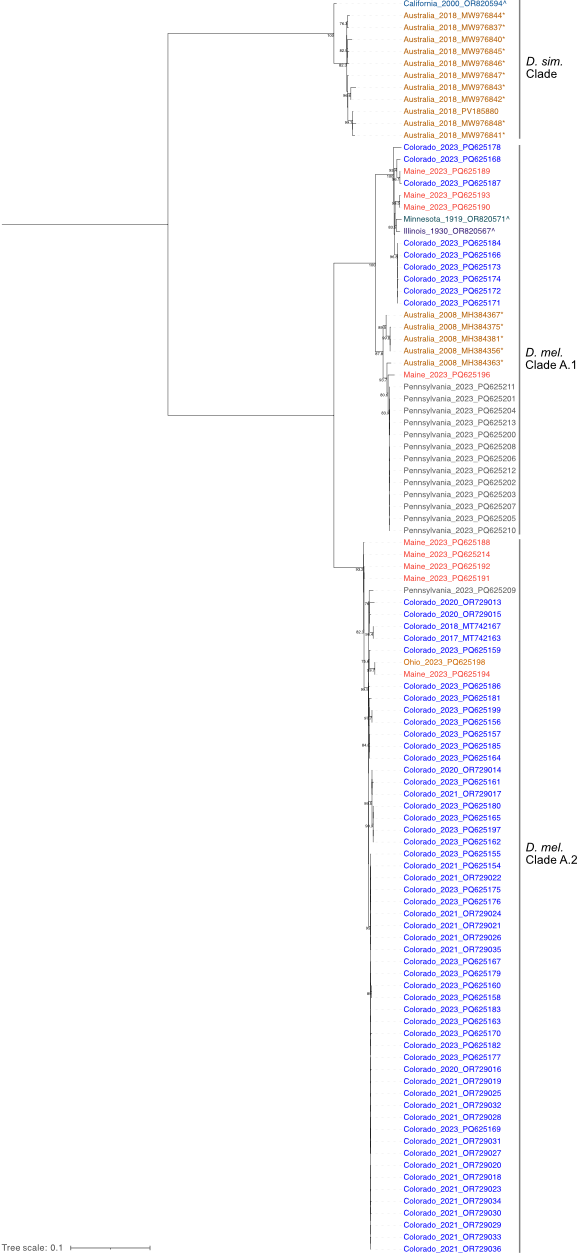 California_2000_OR820594^
Australia_2018_MW976844*
Australia_2018_MW976837*
Australia_2018_MW976840*
Australia_2018_MW976845*
Australia_2018_MW976846*
Australia_2018_MW976847*
Australia_2018_MW976843*
Australia_2018_MW976842*
Australia_2018_PV185880
Australia_2018_MW976848*
Australia_2018_MW976841*
D. sim.
Clade
Colorado_2023_PQ625178
Colorado_2023_PQ625168
Maine_2023_PQ625189
Colorado_2023_PQ625187
Maine_2023_PQ625193
Maine_2023_PQ625190
Minnesota_1919_OR820571^
Illinois_1930_OR820567^
Colorado_2023_PQ625184
Colorado_2023_PQ625166
Colorado_2023_PQ625173
Colorado_2023_PQ625174
Colorado_2023_PQ625172
Colorado_2023_PQ625171
Australia_2008_MH384367*
Australia_2008_MH384375*
Australia_2008_MH384381*
Australia_2008_MH384356*
Australia_2008_MH384363*
Maine_2023_PQ625196
Pennsylvania_2023_PQ625211
Pennsylvania_2023_PQ625201
Pennsylvania_2023_PQ625204
Pennsylvania_2023_PQ625213
Pennsylvania_2023_PQ625200
Pennsylvania_2023_PQ625208
Pennsylvania_2023_PQ625206
Pennsylvania_2023_PQ625212
Pennsylvania_2023_PQ625202
Pennsylvania_2023_PQ625203
Pennsylvania_2023_PQ625207
Pennsylvania_2023_PQ625205
Pennsylvania_2023_PQ625210
D. mel.
Clade A.1
Maine_2023_PQ625188
Maine_2023_PQ625214
Maine_2023_PQ625192
Maine_2023_PQ625191
Pennsylvania_2023_PQ625209
Colorado_2020_OR729013
Colorado_2020_OR729015
Colorado_2018_MT742167
Colorado_2017_MT742163
Colorado_2023_PQ625159
Ohio_2023_PQ625198
Maine_2023_PQ625194
Colorado_2023_PQ625186
Colorado_2023_PQ625181
Colorado_2023_PQ625199
Colorado_2023_PQ625156
Colorado_2023_PQ625157
Colorado_2023_PQ625185
Colorado_2023_PQ625164
Colorado_2020_OR729014
Colorado_2023_PQ625161
Colorado_2021_OR729017
Colorado_2023_PQ625180
Colorado_2023_PQ625165
Colorado_2023_PQ625197
Colorado_2023_PQ625162
Colorado_2023_PQ625155
Colorado_2021_PQ625154
Colorado_2021_OR729022
Colorado_2023_PQ625175
Colorado_2023_PQ625176
Colorado_2021_OR729024
Colorado_2021_OR729021
Colorado_2021_OR729026
Colorado_2021_OR729035
Colorado_2023_PQ625167
Colorado_2023_PQ625179
Colorado_2023_PQ625160
Colorado_2023_PQ625158
Colorado_2023_PQ625183
Colorado_2023_PQ625163
Colorado_2023_PQ625170
Colorado_2023_PQ625182
Colorado_2023_PQ625177
Colorado_2020_OR729016
Colorado_2021_OR729019
Colorado_2021_OR729025
Colorado_2021_OR729032
Colorado_2021_OR729028
Colorado_2023_PQ625169
Colorado_2021_OR729031
Colorado_2021_OR729027
Colorado_2021_OR729020
Colorado_2021_OR729018
Colorado_2021_OR729023
Colorado_2021_OR729034
Colorado_2021_OR729030
Colorado_2021_OR729029
Colorado_2021_OR729033
Colorado_2021_OR729036
D. mel.
Clade A.2
Tree scale: 0.1
100
100